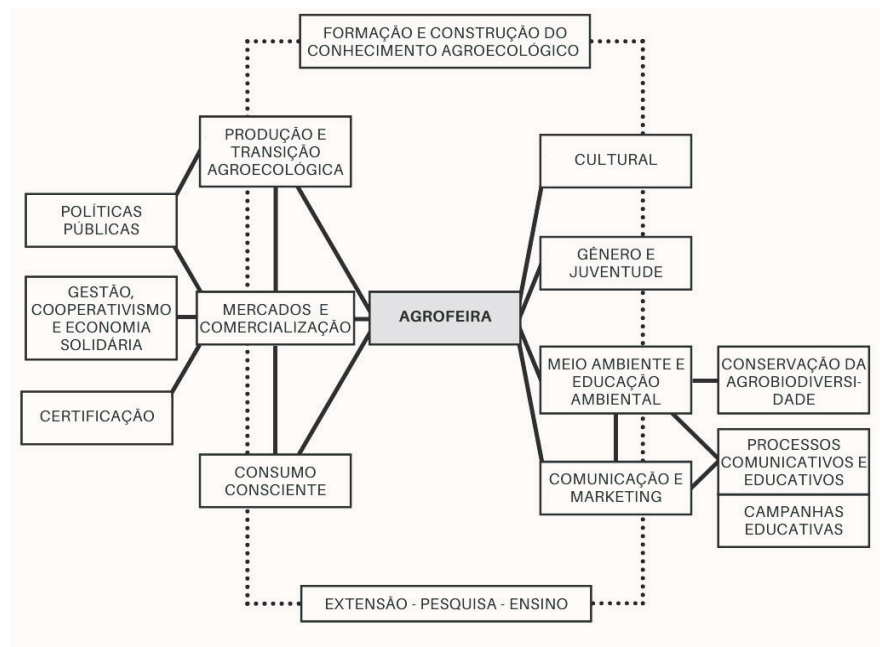 FORMAÇÃO E CONSTRUÇÃO DO
CONHECIMENTO AGROECOLÓGICO
PRODUÇÃO E
TRANSIÇÃO
AGROECOLÓGICA
CULTURAL
POLÍTICAS
PÚBLICAS
GÊNERO E
JUVENTUDE
GESTÃO,
COOPERATIVISMO
E ECONOMIA
SOLIDÁRIA
MERCADOS E
COMERCIALIZAÇÃO
AGROFEIRA
MEIO AMBIENTE E
EDUCAÇÃO
AMBIENTAL
CONSERVAÇÃO DA
AGROBIODIVERSI-
DADE
CERTIFICAÇÃO
CONSUMO
CONSCIENTE
COMUNICAÇÃO E
MARKETING
PROCESSOS
COMUNICATIVOS E
EDUCATIVOS
CAMPANHAS
EDUCATIVAS
EXTENSÃO - PESQUISA - ENSINO